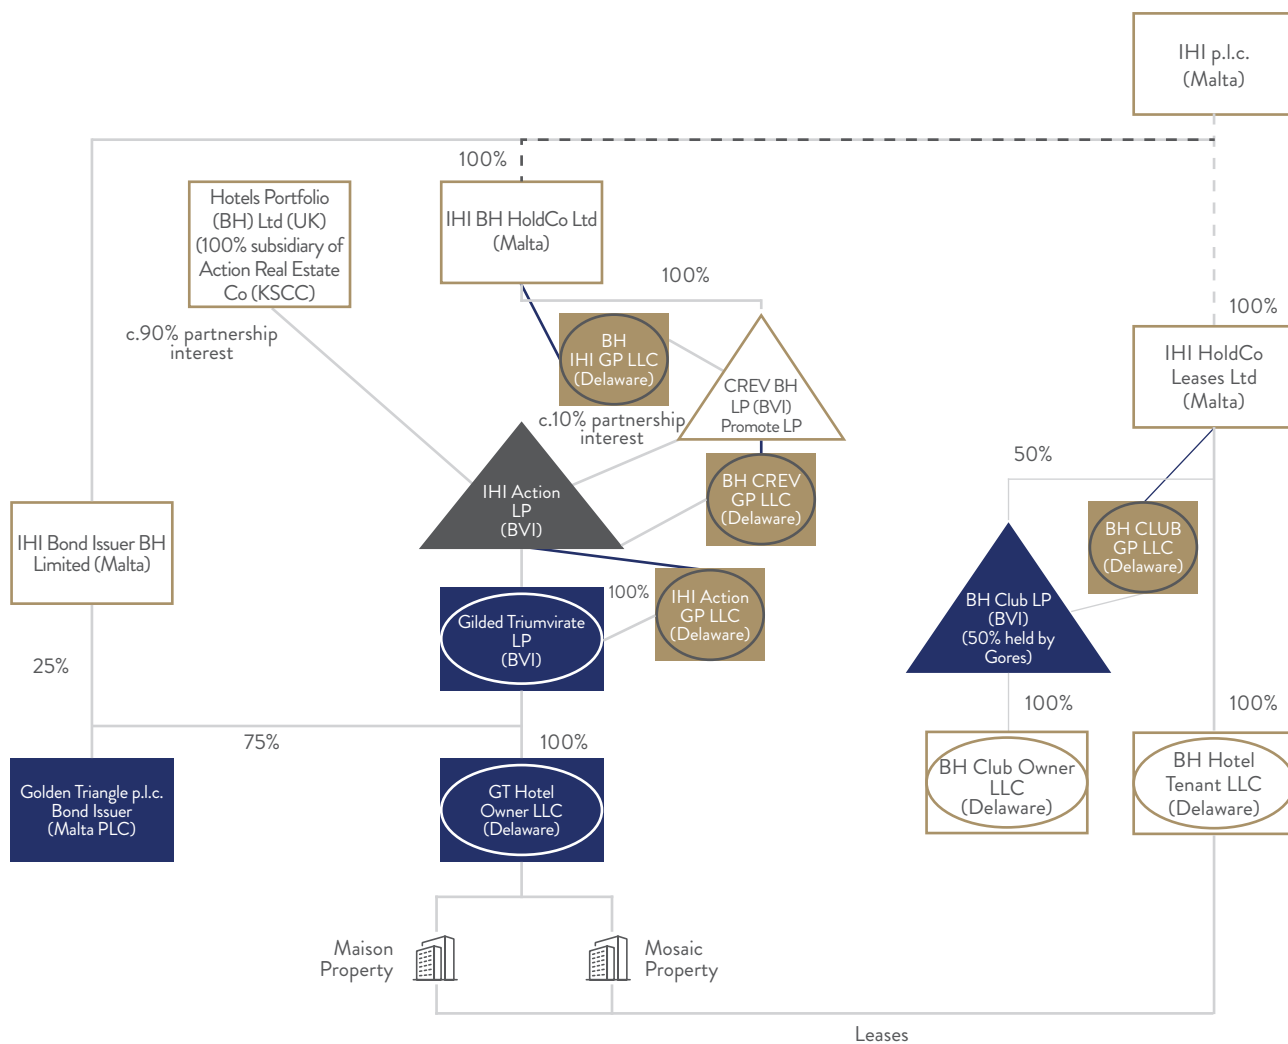 IHI p.l.c.
(Malta)
100%
Hotels Portfolio
(BH) Ltd (UK)
(100% subsidiary of
Action Real Estate
Co (KSCC)
IHI BH HoldCo Ltd
(Malta)
100%
100%
c.90% partnership
interest
BH
IHI GP LLC
(Delaware)
CREV BH
LP (BVI)
Promote LP
IHI HoldCo
Leases Ltd
(Malta)
c.10% partnership
interest
50%
IHI Action
LP
(BVI)
BH CREV
GP LLC
(Delaware)
IHI Bond Issuer BH
Limited (Malta)
BH CLUB
GP LLC
(Delaware)
100%
IHI Action
GP LLC
(Delaware)
Gilded Triumvirate
LP
(BVI)
BH Club LP
(BVI)
(50% held by
Gores)
25%
75%
100%
100%
100%
Golden Triangle p.l.c.
Bond Issuer
(Malta PLC)
GT Hotel
Owner LLC
(Delaware)
BH Club Owner
LLC
(Delaware)
BH Hotel
Tenant LLC
(Delaware)
Maison
Property
Mosaic
Property
Leases